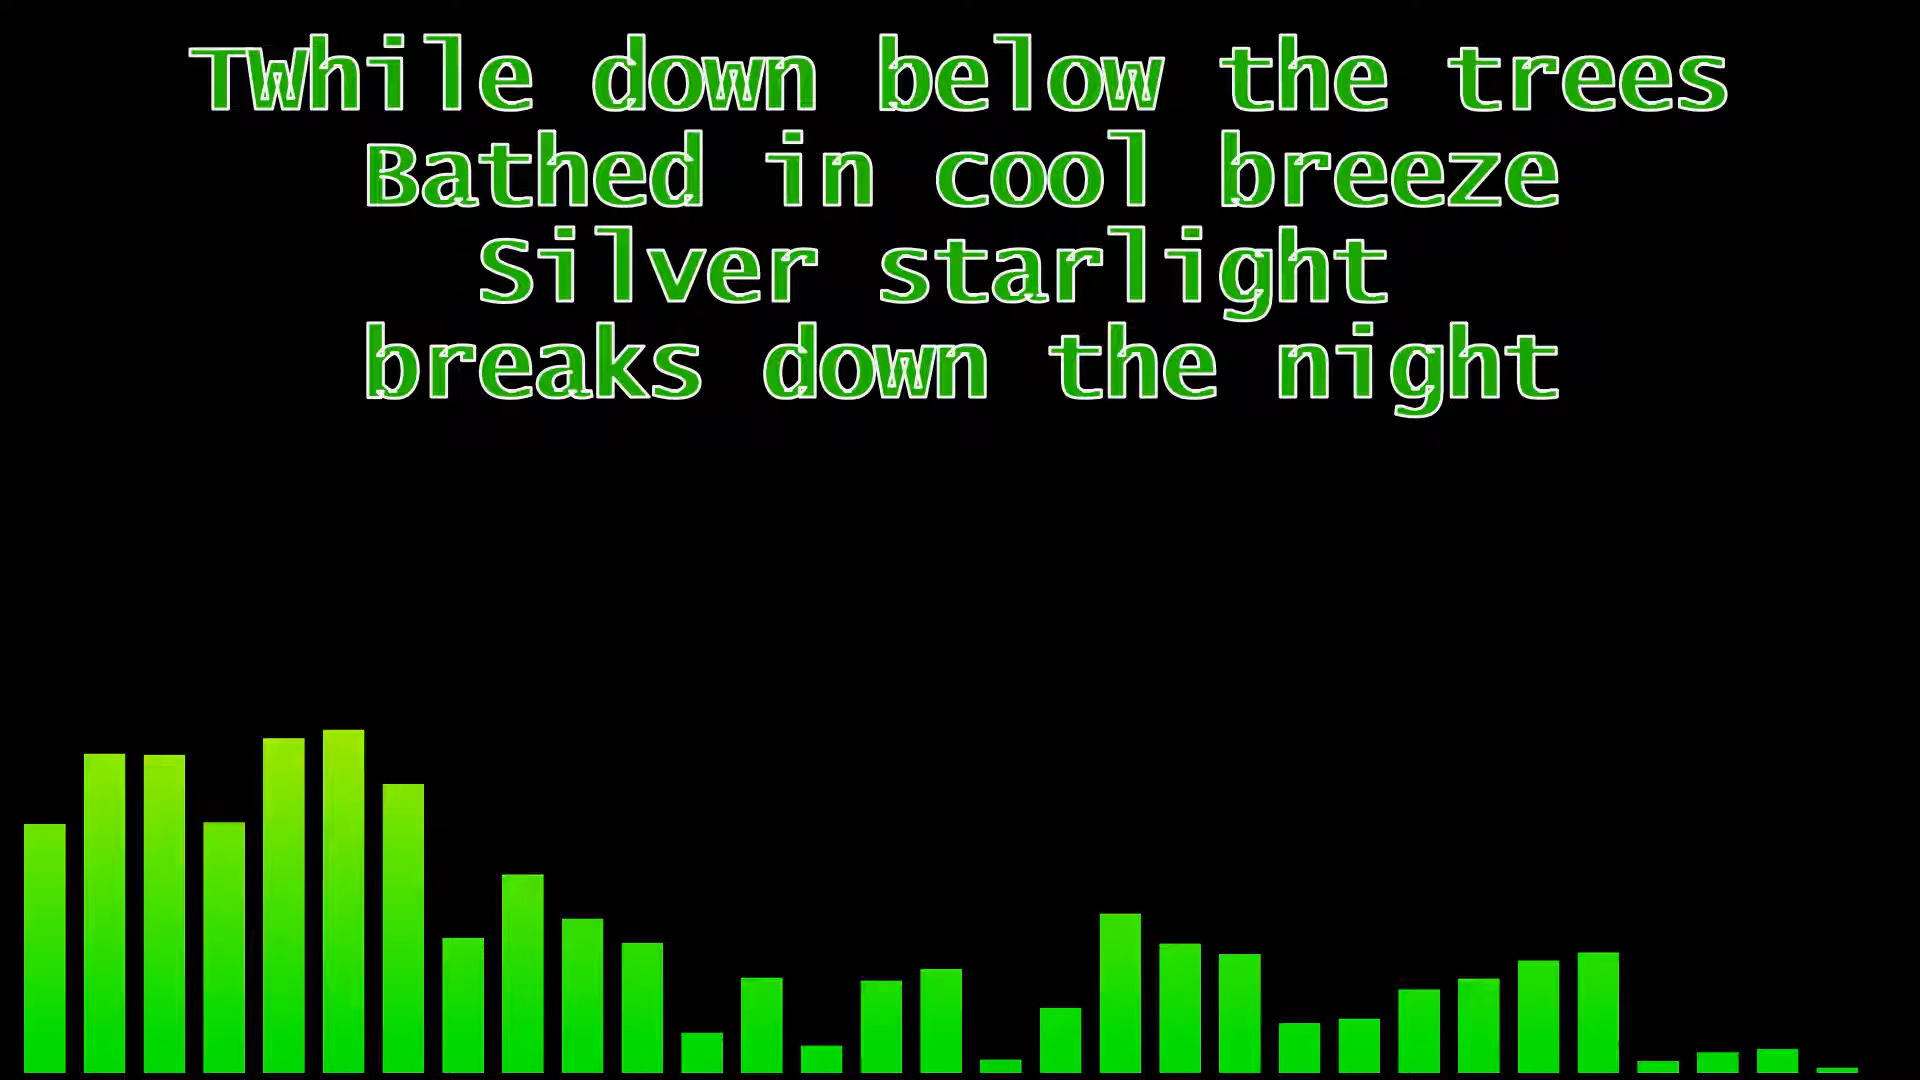 TWhile down below the trees
Bathed in cool breeze
Silver starlight
breaks down the night